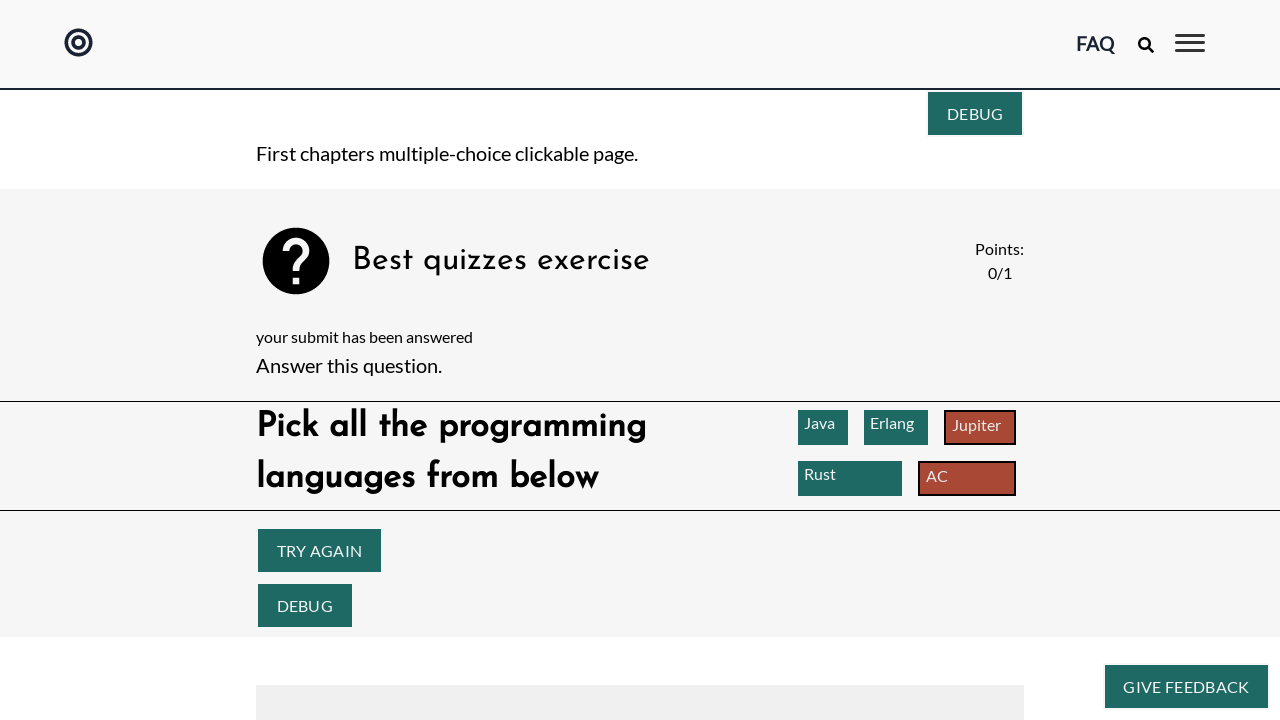 FAQ
DEBUG
First chapters multiple-choice clickable page.
Best quizzes exercise
Points:
0/1
your submit has been answered
Answer this question.
Pick all the programming
languages from below
Java
Erlang
Jupiter
Rust
AC
TRY AGAIN
DEBUG
GIVE FEEDBACK